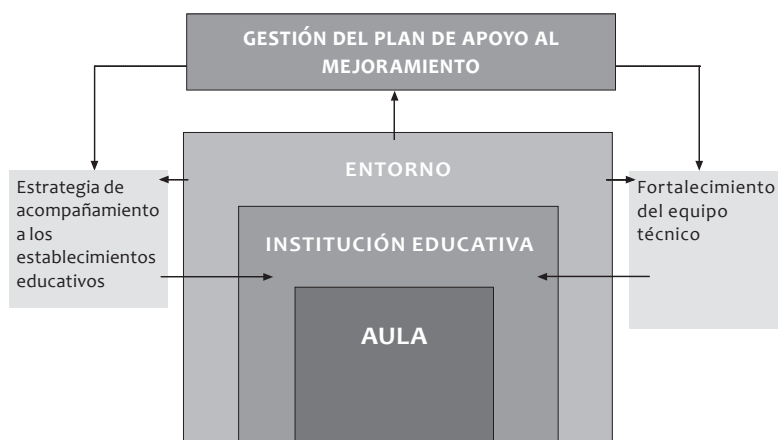 GESTIÓN DEL PLAN DE APOYO AL
MEJORAMIENTO
ENTORNO
Estrategia de
acompañamiento
a los
establecimientos
educativos
Fortalecimiento
del equipo
técnico
INSTITUCIÓN EDUCATIVA
AULA